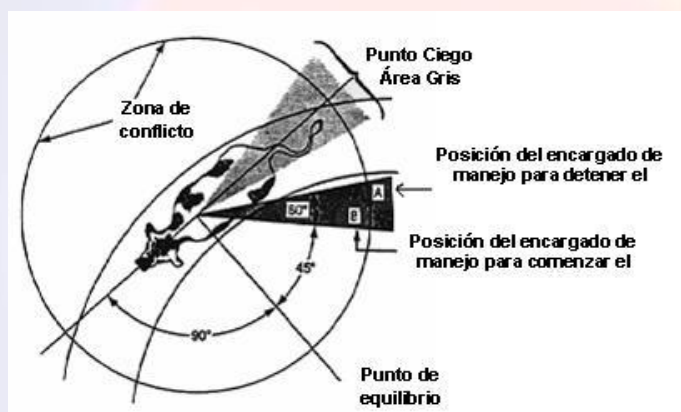 Punto Ciego
Área Gris
Zona de
conflicto
Posición del encargado de
manejo para detener el
A
60°
B
Posición del encargado de
manejo para comenzar el
45°
90°
Punto de
equilibrio